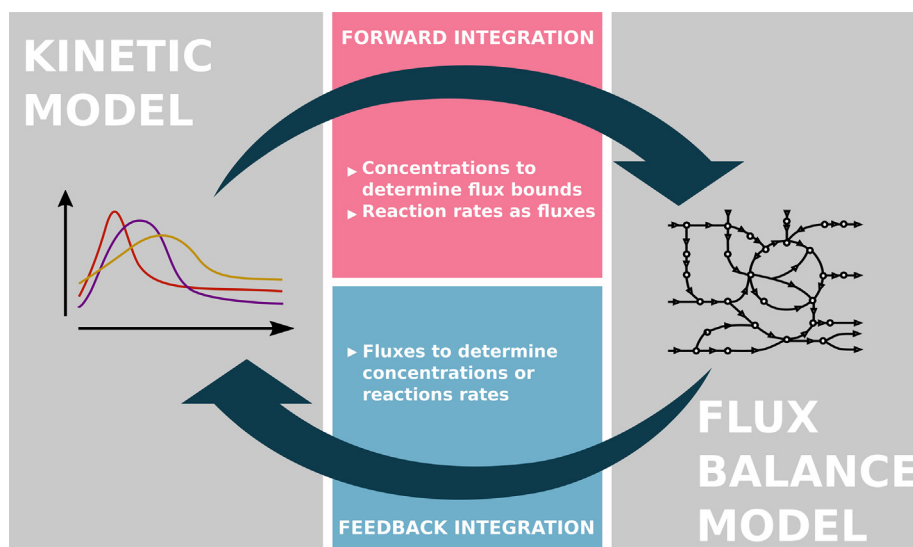 KINETIC
MODEL
FORWARD INTEGRATION
▸ Concentrations to
determine flux bounds
▸ Reaction rates as fluxes
▸ Fluxes to determine
concentrations or
reactions rates
FEEDBACK INTEGRATION
FLUX
BALANCE
MODEL